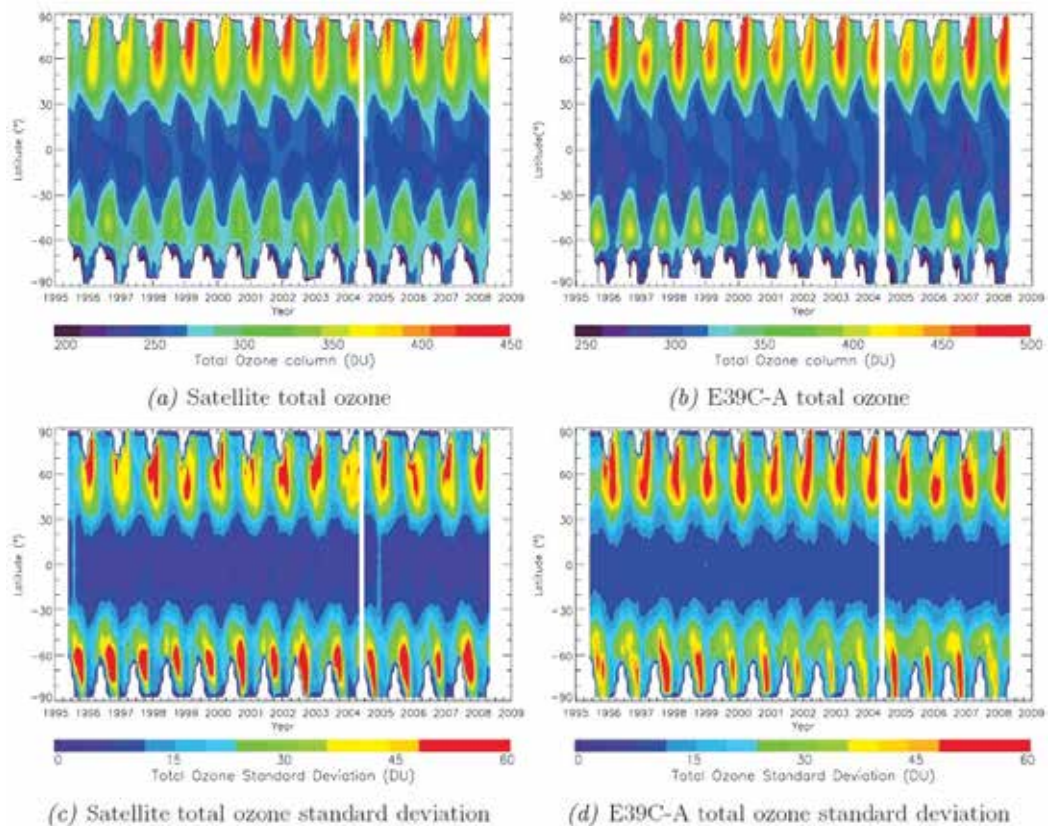 90
60
30
0
-30
-60
-90
Latitude (°)
1995 1996 1997 1998 1999 2000 2001 2002 2003 2004 2005 2006 2007 2008 2009
Year
200 250 300 350 400 450
Total Ozone column (DU)
(a) Satellite total ozone
90
60
30
0
-30
-60
-90
Latitude(°)
1995 1996 1997 1998 1999 2000 2001 2002 2003 2004 2005 2006 2007 2008 2009
Year
250 300 350 400 450 500
Total Ozone column (DU)
(b) E39C-A total ozone
90
60
30
0
-30
-60
-90
Latitude (°)
1995 1996 1997 1998 1999 2000 2001 2002 2003 2004 2005 2006 2007 2008 2009
Year
0 15 30 45 60
Total Ozone Standard Deviation (DU)
(c) Satellite total ozone standard deviation
90
60
30
0
-30
-60
-90
Latitude (°)
1995 1996 1997 1998 1999 2000 2001 2002 2003 2004 2005 2006 2007 2008 2009
Year
0 15 30 45 60
Total Ozone Standard Deviation (DU)
(d) E39C-A total ozone standard deviation